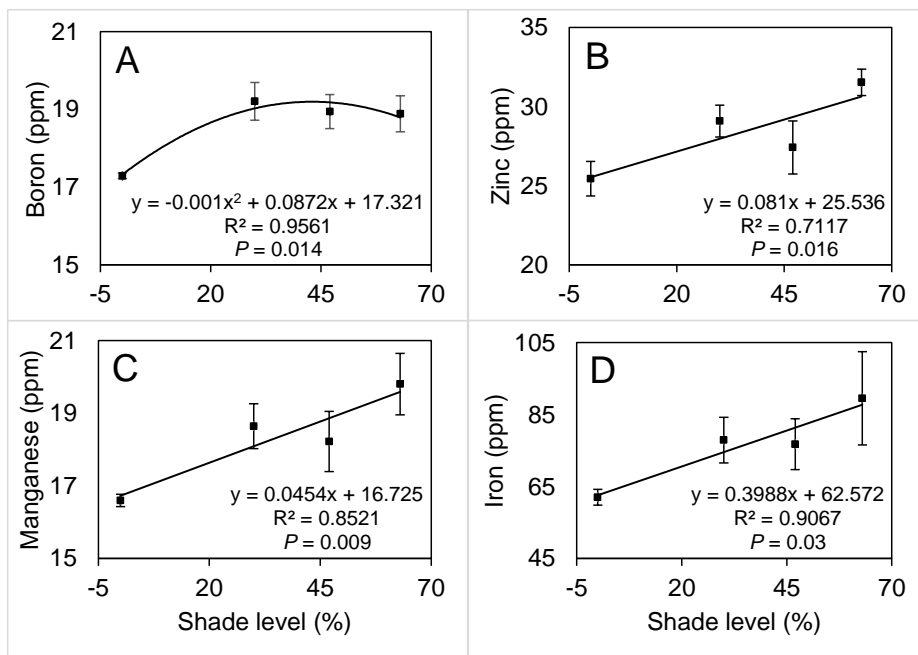 A
Boron (ppm)
21
19
17
15
y = -0.001x² + 0.0872x + 17.321
R² = 0.9561
P = 0.014
-5 20 45 70
B
Zinc (ppm)
35
30
25
20
y = 0.081x + 25.536
R² = 0.7117
P = 0.016
-5 20 45 70
C
Manganese (ppm)
21
19
17
15
y = 0.0454x + 16.725
R² = 0.8521
P = 0.009
-5 20 45 70
Shade level (%)
D
Iron (ppm)
105
85
65
45
y = 0.3988x + 62.572
R² = 0.9067
P = 0.03
-5 20 45 70
Shade level (%)